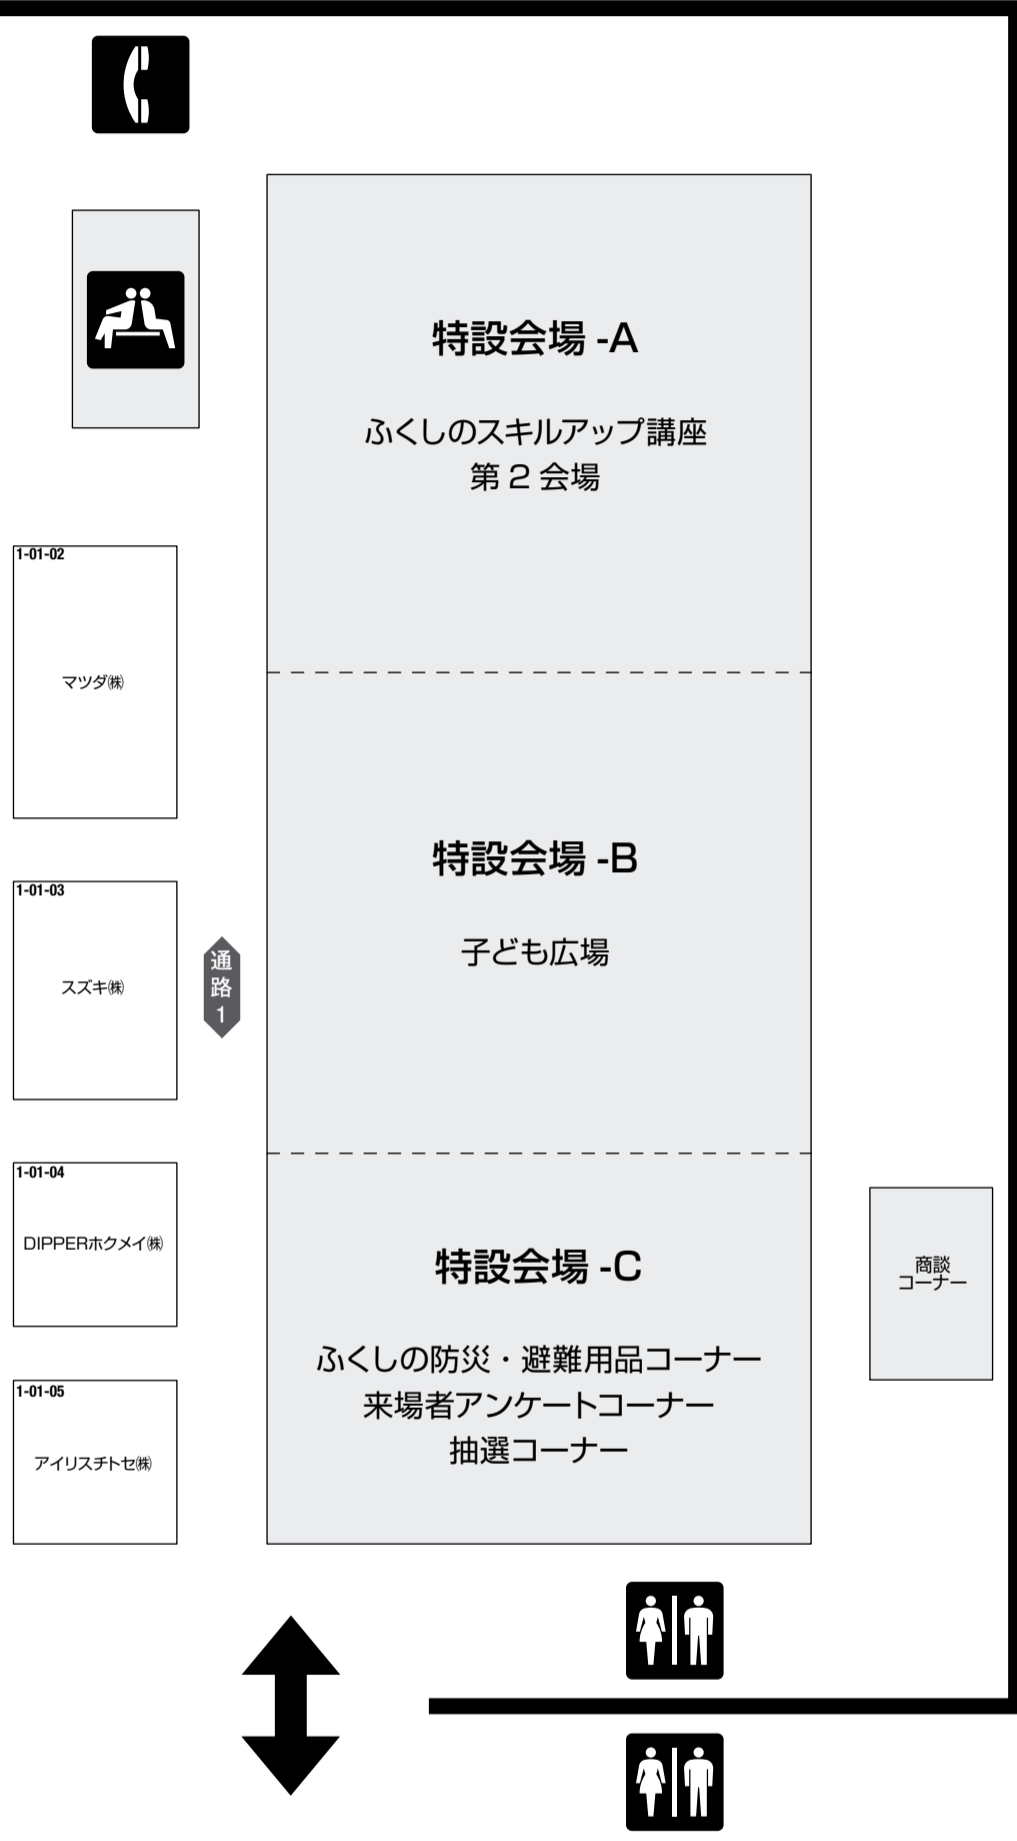 特設会場 -A
ふくしのスキルアップ講座
第 2 会場
1-01-02
マツダ㈱
特設会場 -B
子ども広場
1-01-03
スズキ㈱
通路1
1-01-04
DIPPERホクメイ㈱
特設会場 -C
ふくしの防災・避難用品コーナー
来場者アンケートコーナー
抽選コーナー
商談
コーナー
1-01-05
アイリスチトセ㈱